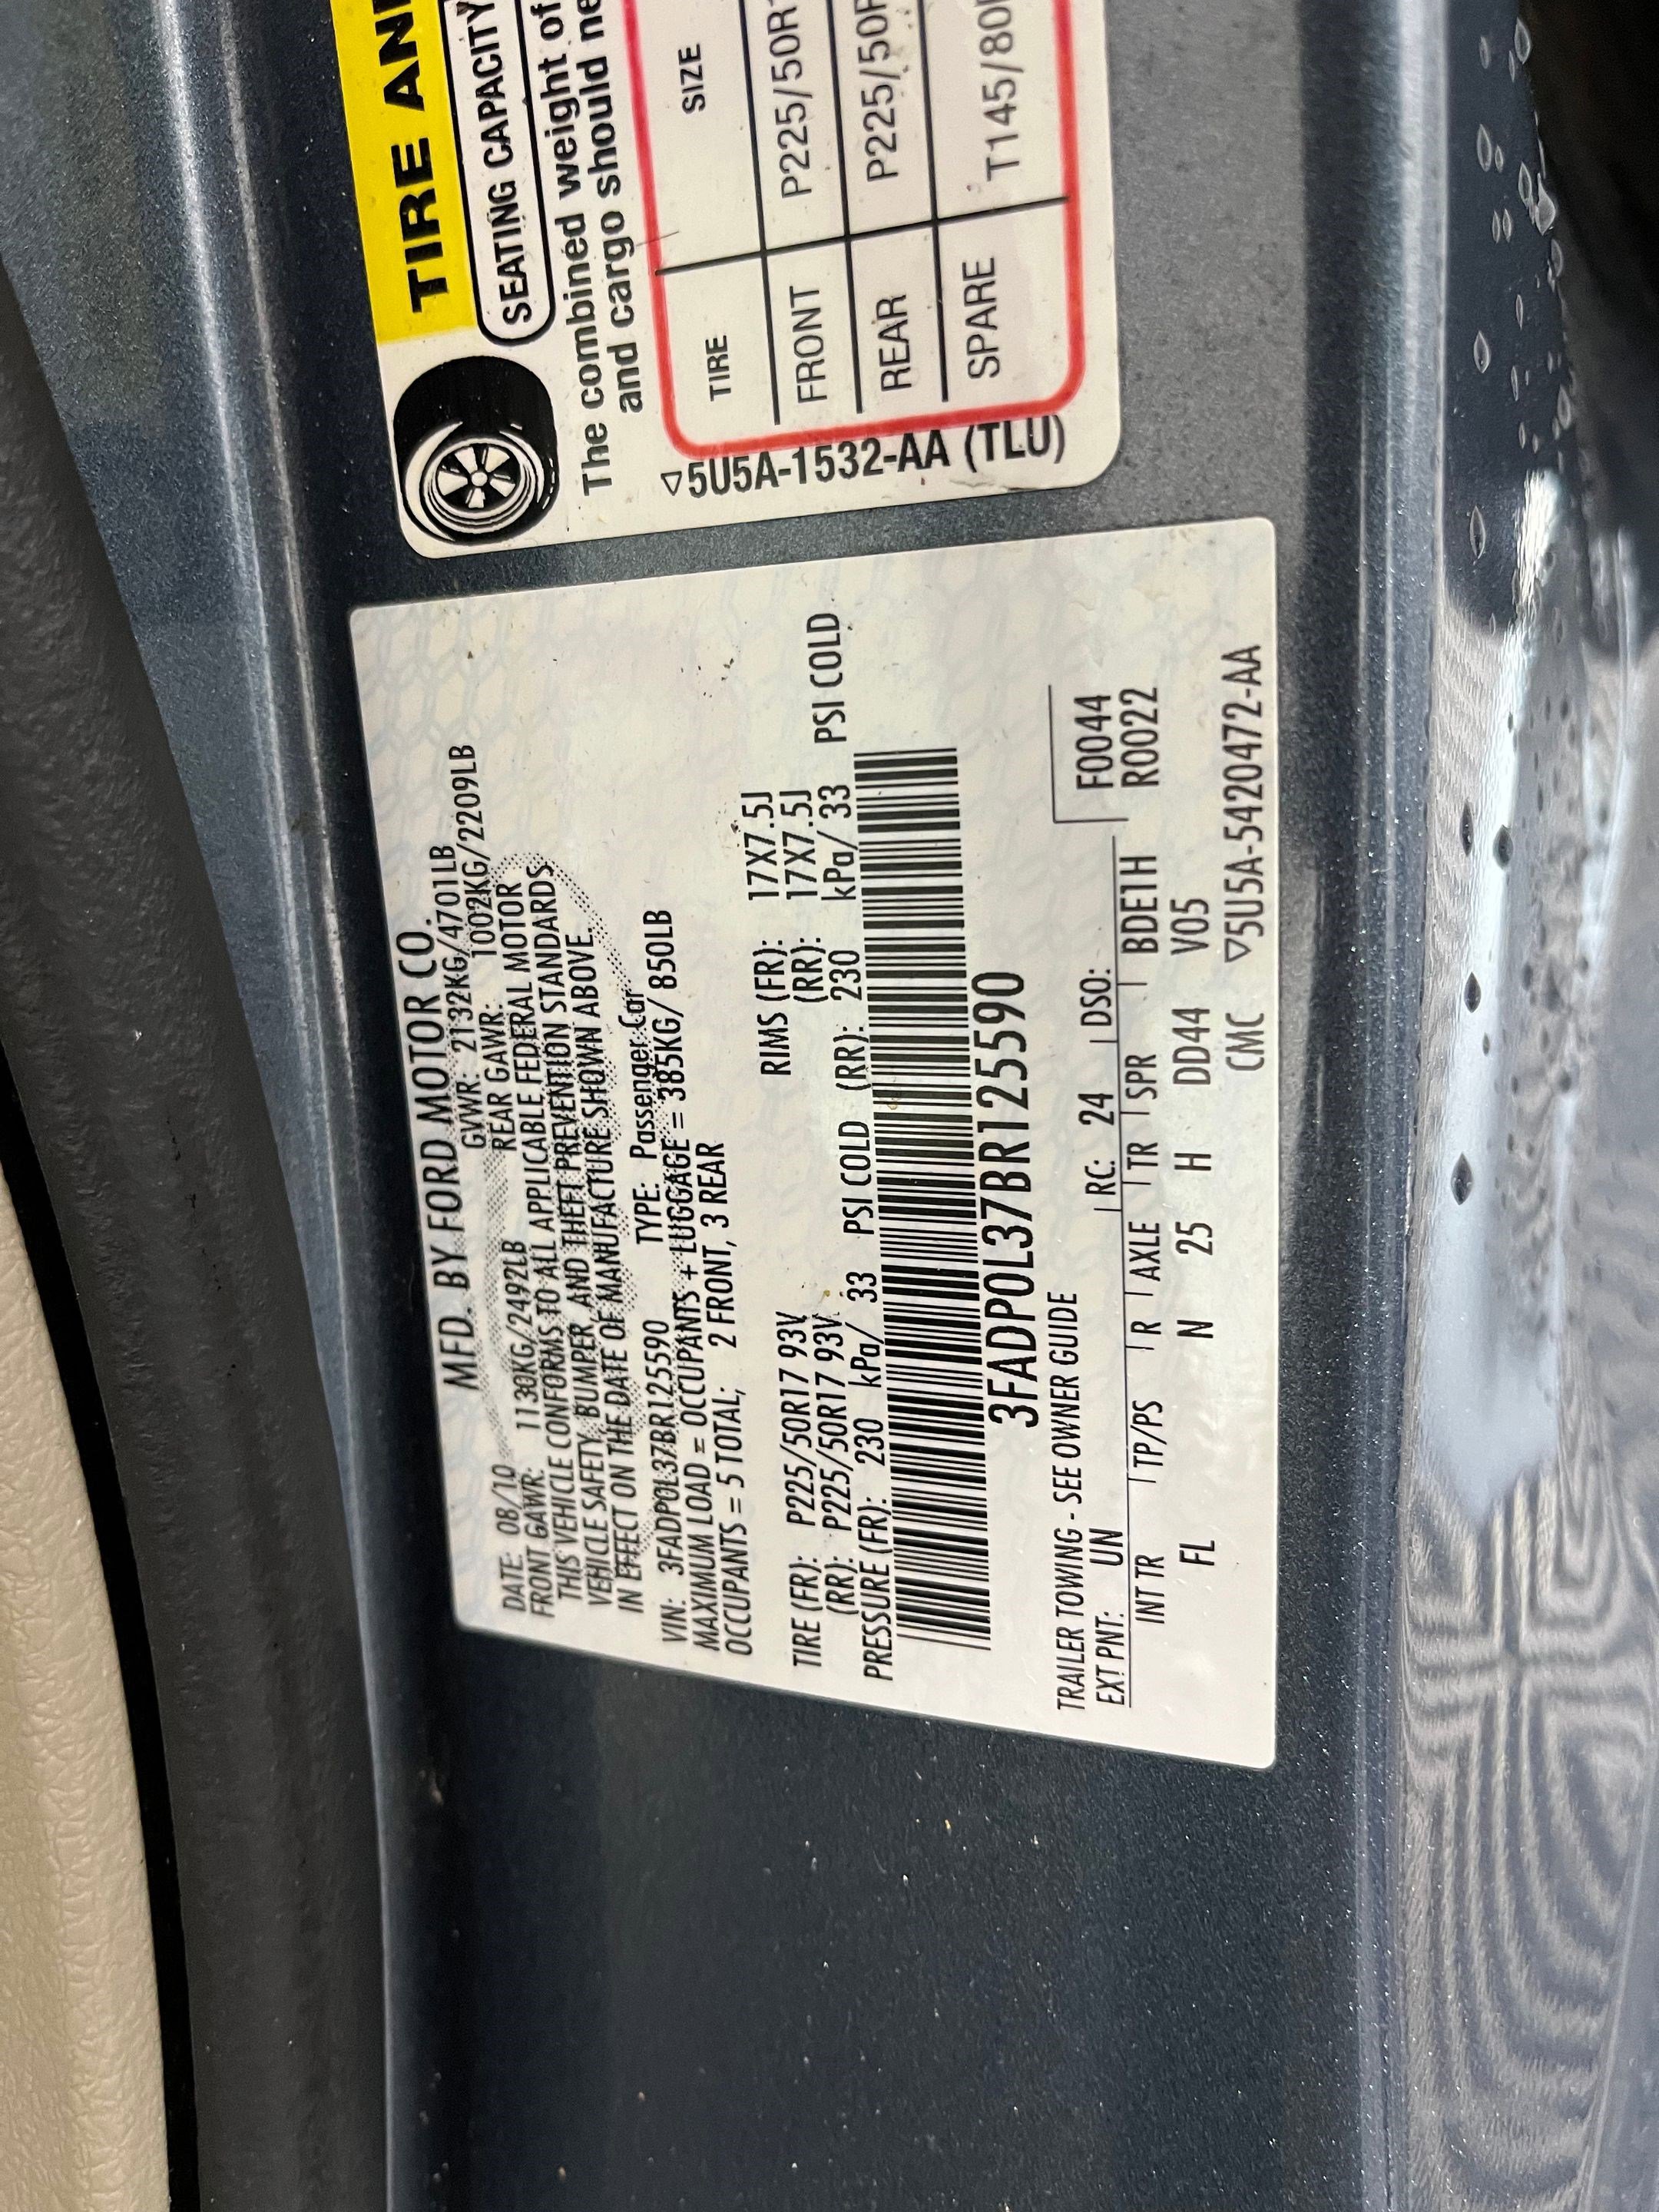 MFD. BY FORD MOTOR CO.
DATE: 08/10 GVWR: 2132KG/4701LB
FRONT GAWR: 1130KG/2492LB REAR GAWR: 1002KG/2209LB
THIS VEHICLE CONFORMS TO ALL APPLICABLE FEDERAL MOTOR
VEHICLE SAFETY, BUMPER, AND THEFT PREVENTION STANDARDS
IN EFFECT ON THE DATE OF MANUFACTURE SHOWN ABOVE.
VIN: 3FADP0L37BR125590 TYPE: Passenger Car
MAXIMUM LOAD = OCCUPANTS + LUGGAGE = 385KG/ 850LB
OCCUPANTS = 5 TOTAL; 2 FRONT, 3 REAR
TIRE (FR): P225/50R17 93V RIMS (FR): 17X7.5J
(RR): P225/50R17 93V (RR): 17X7.5J
PRESSURE (FR): 230 kPa/ 33 PSI COLD (RR): 230 kPa/ 33 PSI COLD
3FADP0L37BR125590
TRAILER TOWING - SEE OWNER GUIDE
EXT PNT: UN RC: 24 DSO: F0044
INT TR TP/PS R AXLE TR SPR BDE1H R0022
FL N 25 H DD44 V05
CMC ▽5U5A-5420472-AA
TIRE AN
SEATING CAPACITY
The combined weight of
and cargo should ne
TIRE SIZE
FRONT P225/50R
REAR P225/50R
SPARE T145/80
▽5U5A-1532-AA (TLU)